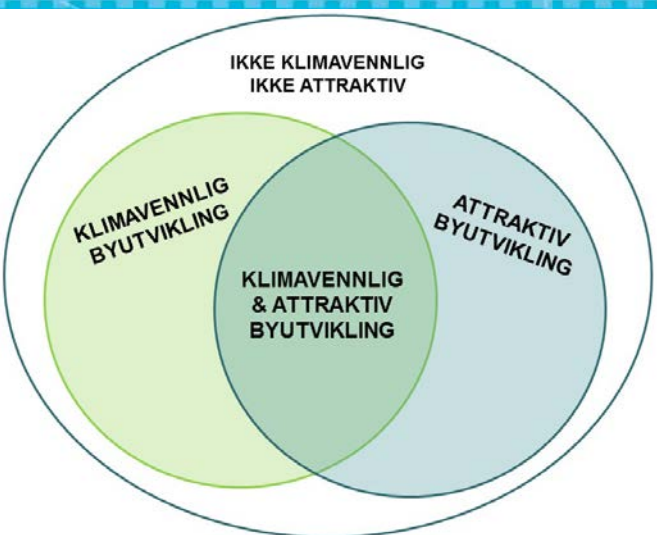 IKKE KLIMAVENNLIG
IKKE ATTRAKTIV
KLIMAVENNLIG
BYUTVIKLING
ATTRAKTIV
BYUTVIKLING
KLIMAVENNLIG
& ATTRAKTIV
BYUTVIKLING